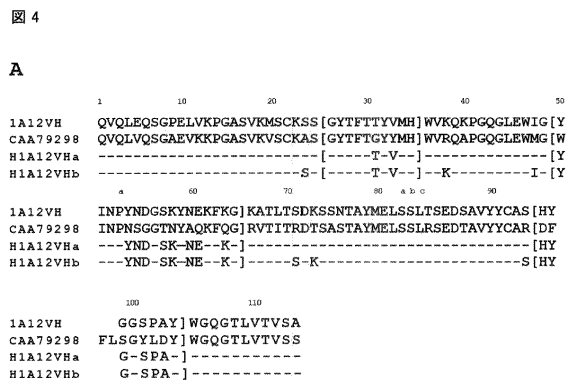 図 4
A
1 10 20 30 40 50
1A12VH QVQLEQSGPELVKPGASVKMSCKSS[GYTFTTYVMH]WVKQKPGQGLEWIG[Y
CAA79298 QVQLVQSGAEVKKPGASVKVSCKAS[GYTFTGYYMH]WVRQAPGQGLEWMG[W
H1A12VHa -------------------------[-----T-V--]--------------[Y
H1A12VHb -----------------------S-[-----T-V--]--K---------I-[Y
a 60 70 80 a b c 90
1A12VH INPYNDGSKYNEKFKG]KATLTSDKSSNTAYMELSSLTSEDSAVYYCAS[HY
CAA79298 INPNSGGTNYAQKFQG]RVTITRDTSASTAYMELSSLRSEDTAVYYCAR[DF
H1A12VHa ---YND-SK-NE--K-]--------------------------------[HY
H1A12VHb ---YND-SK-NE--K-]-----S-K-----------------------S[HY
100 110
1A12VH GGSPAY]WGQGTLVTVSA
CAA79298 FLSGYLDY]WGQGTLVTVSS
H1A12VHa G-SPA-]-----------
H1A12VHb G-SPA-]-----------